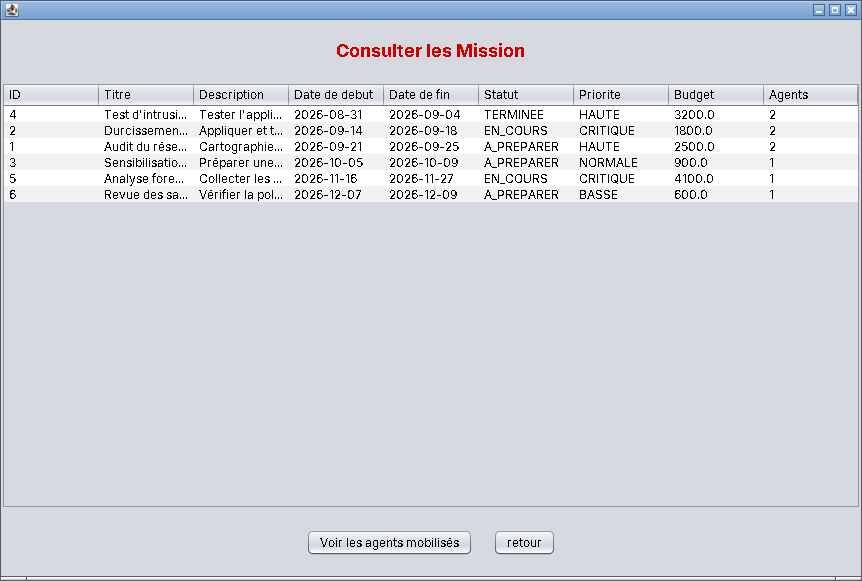 Consulter les Mission
ID Titre Description Date de debut Date de fin Statut Priorite Budget Agents
4 Test d'intrusi... Tester l'appli... 2026-08-31 2026-09-04 TERMINEE HAUTE 3200.0 2
2 Durcissemen... Appliquer et t... 2026-09-14 2026-09-18 EN_COURS CRITIQUE 1800.0 2
1 Audit du rése... Cartographie... 2026-09-21 2026-09-25 A_PREPARER HAUTE 2500.0 2
3 Sensibilisatio... Préparer une... 2026-10-05 2026-10-09 A_PREPARER NORMALE 900.0 1
5 Analyse fore... Collecter les ... 2026-11-16 2026-11-27 EN_COURS CRITIQUE 4100.0 1
6 Revue des sa... Vérifier la pol... 2026-12-07 2026-12-09 A_PREPARER BASSE 600.0 1
Voir les agents mobilisés retour